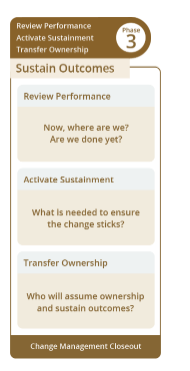 Review Performance
Activate Sustainment
Transfer Ownership
Phase
3
Sustain Outcomes
Review Performance
Now, where are we?
Are we done yet?
Activate Sustainment
What is needed to ensure
the change sticks?
Transfer Ownership
Who will assume ownership
and sustain outcomes?
Change Management Closeout